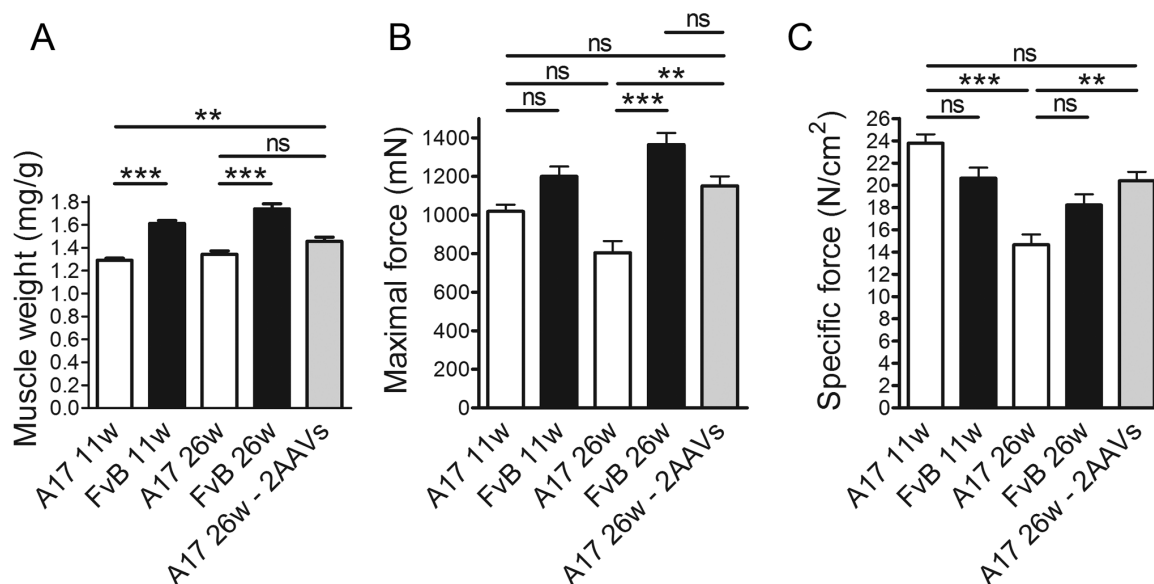 A
**
ns
***
***
Muscle weight (mg/g)
1.8
1.6
1.4
1.2
1.0
0.8
0.6
0.4
0.2
0.0
A17 11w
FvB 11w
A17 26w
FvB 26w
A17 26w - 2AAVs
B
ns
ns
ns
**
ns
***
Maximal force (mN)
1400
1200
1000
800
600
400
200
0
A17 11w
FvB 11w
A17 26w
FvB 26w
A17 26w - 2AAVs
C
ns
***
**
ns
ns
Specific force (N/cm²)
26
24
22
20
18
16
14
12
10
8
6
4
2
0
A17 11w
FvB 11w
A17 26w
FvB 26w
A17 26w - 2AAVs